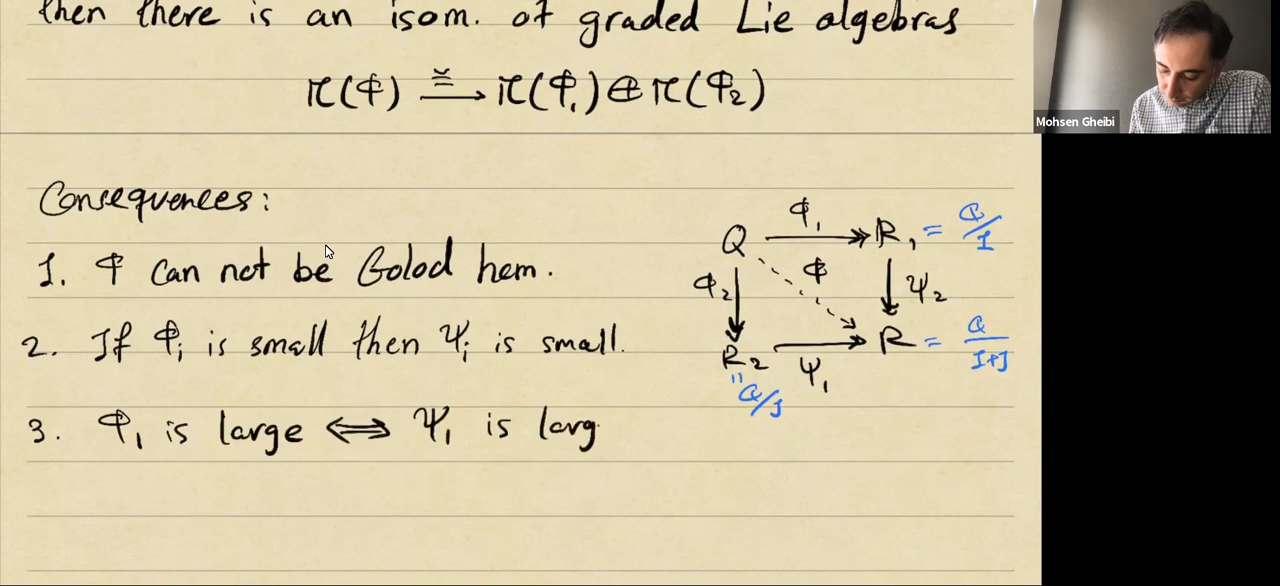 then there is an isom. of graded Lie algebras
π(φ) ≅→ π(φ₁) ⊕ π(φ₂)
Mohsen Gheibi
Consequences:
1. φ can not be Golod hom.
2. If φᵢ is small then ψᵢ is small.
3. φ₁ is large ⟺ ψ₁ is larg
Q φ₁ ↠ R₁ = Q/I
φ₂ φ ψ₂
R₂ ψ₁ → R = Q/I+J
" Q/J